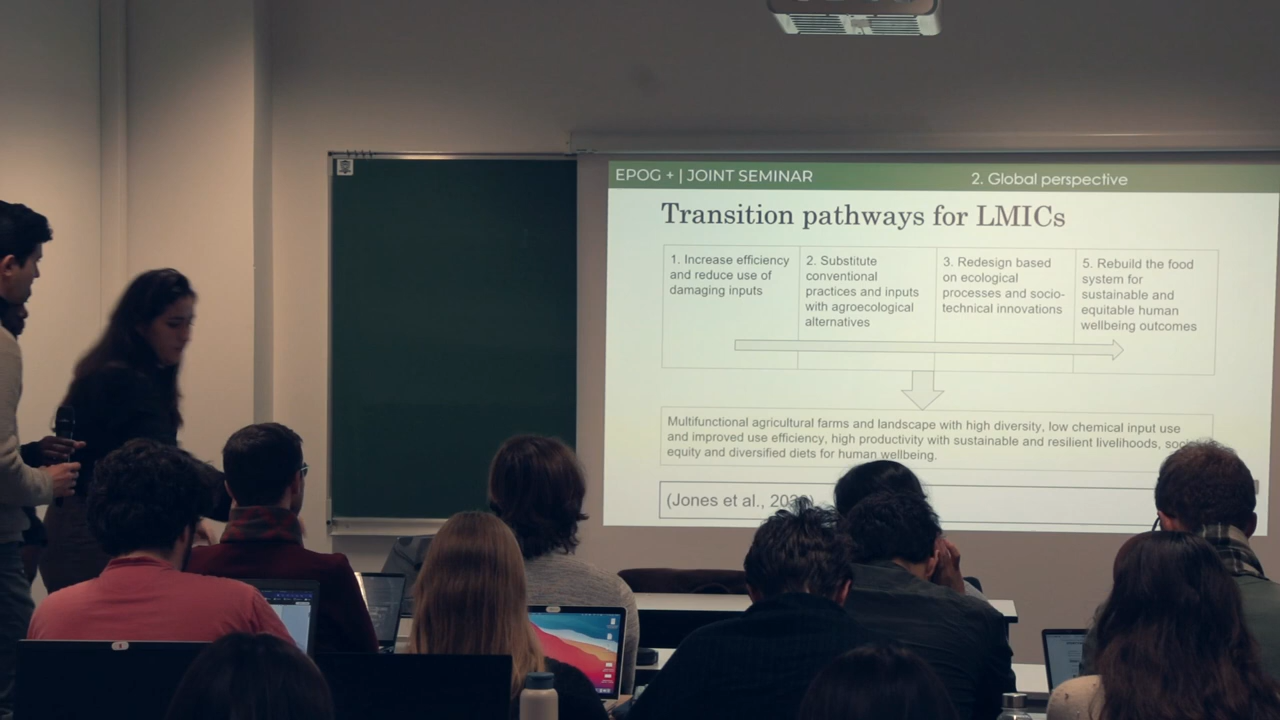 EPOG + | JOINT SEMINAR
2. Global perspective
Transition pathways for LMICs
1. Increase efficiency
and reduce use of
damaging inputs
2. Substitute
conventional
practices and inputs
with agroecological
alternatives
3. Redesign based
on ecological
processes and socio-
technical innovations
5. Rebuild the food
system for
sustainable and
equitable human
wellbeing outcomes
Multifunctional agricultural farms and landscape with high diversity, low chemical input use
and improved use efficiency, high productivity with sustainable and resilient livelihoods,
equity and diversified diets for human wellbeing.
(Jones et al.,